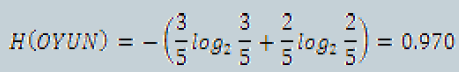 H(OYUN) = −(3/5 log₂ 3/5 + 2/5 log₂ 2/5) = 0.970